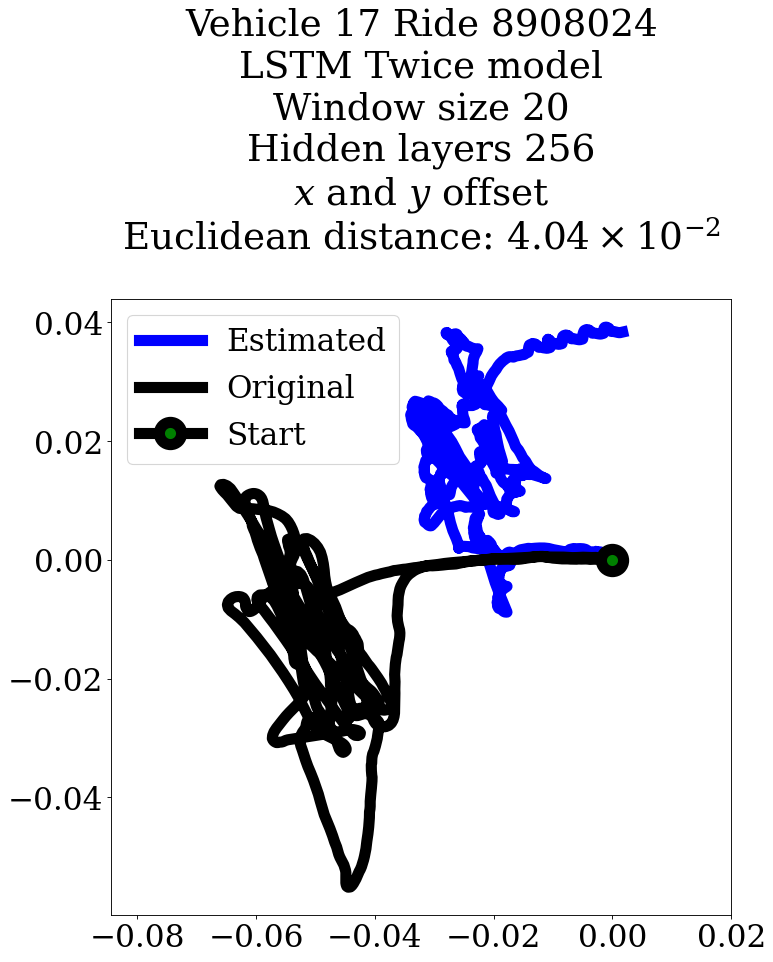 Vehicle 17 Ride 8908024
LSTM Twice model
Window size 20
Hidden layers 256
x and y offset
Euclidean distance: 4.04 × 10⁻²
Estimated
Original
Start
0.04
0.02
0.00
−0.02
−0.04
−0.08
−0.06
−0.04
−0.02
0.00
0.02